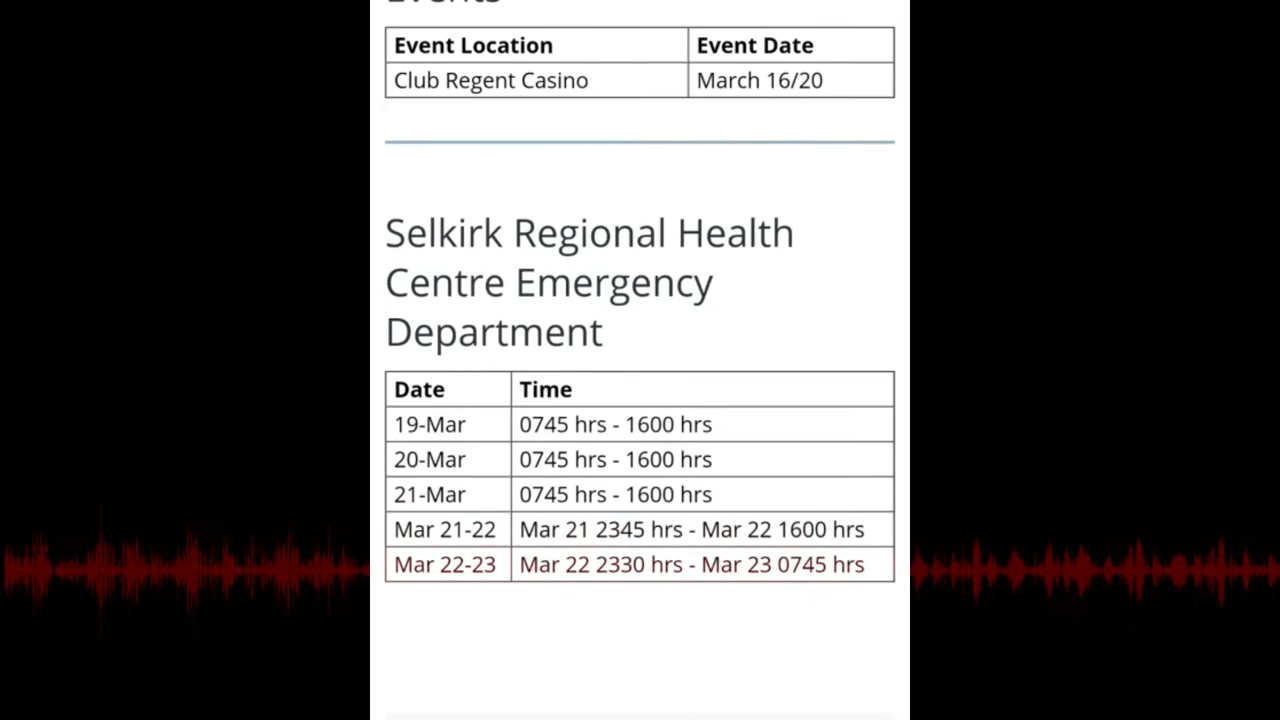 Events
Event Location Event Date
Club Regent Casino March 16/20
Selkirk Regional Health
Centre Emergency
Department
Date Time
19-Mar 0745 hrs - 1600 hrs
20-Mar 0745 hrs - 1600 hrs
21-Mar 0745 hrs - 1600 hrs
Mar 21-22 Mar 21 2345 hrs - Mar 22 1600 hrs
Mar 22-23 Mar 22 2330 hrs - Mar 23 0745 hrs